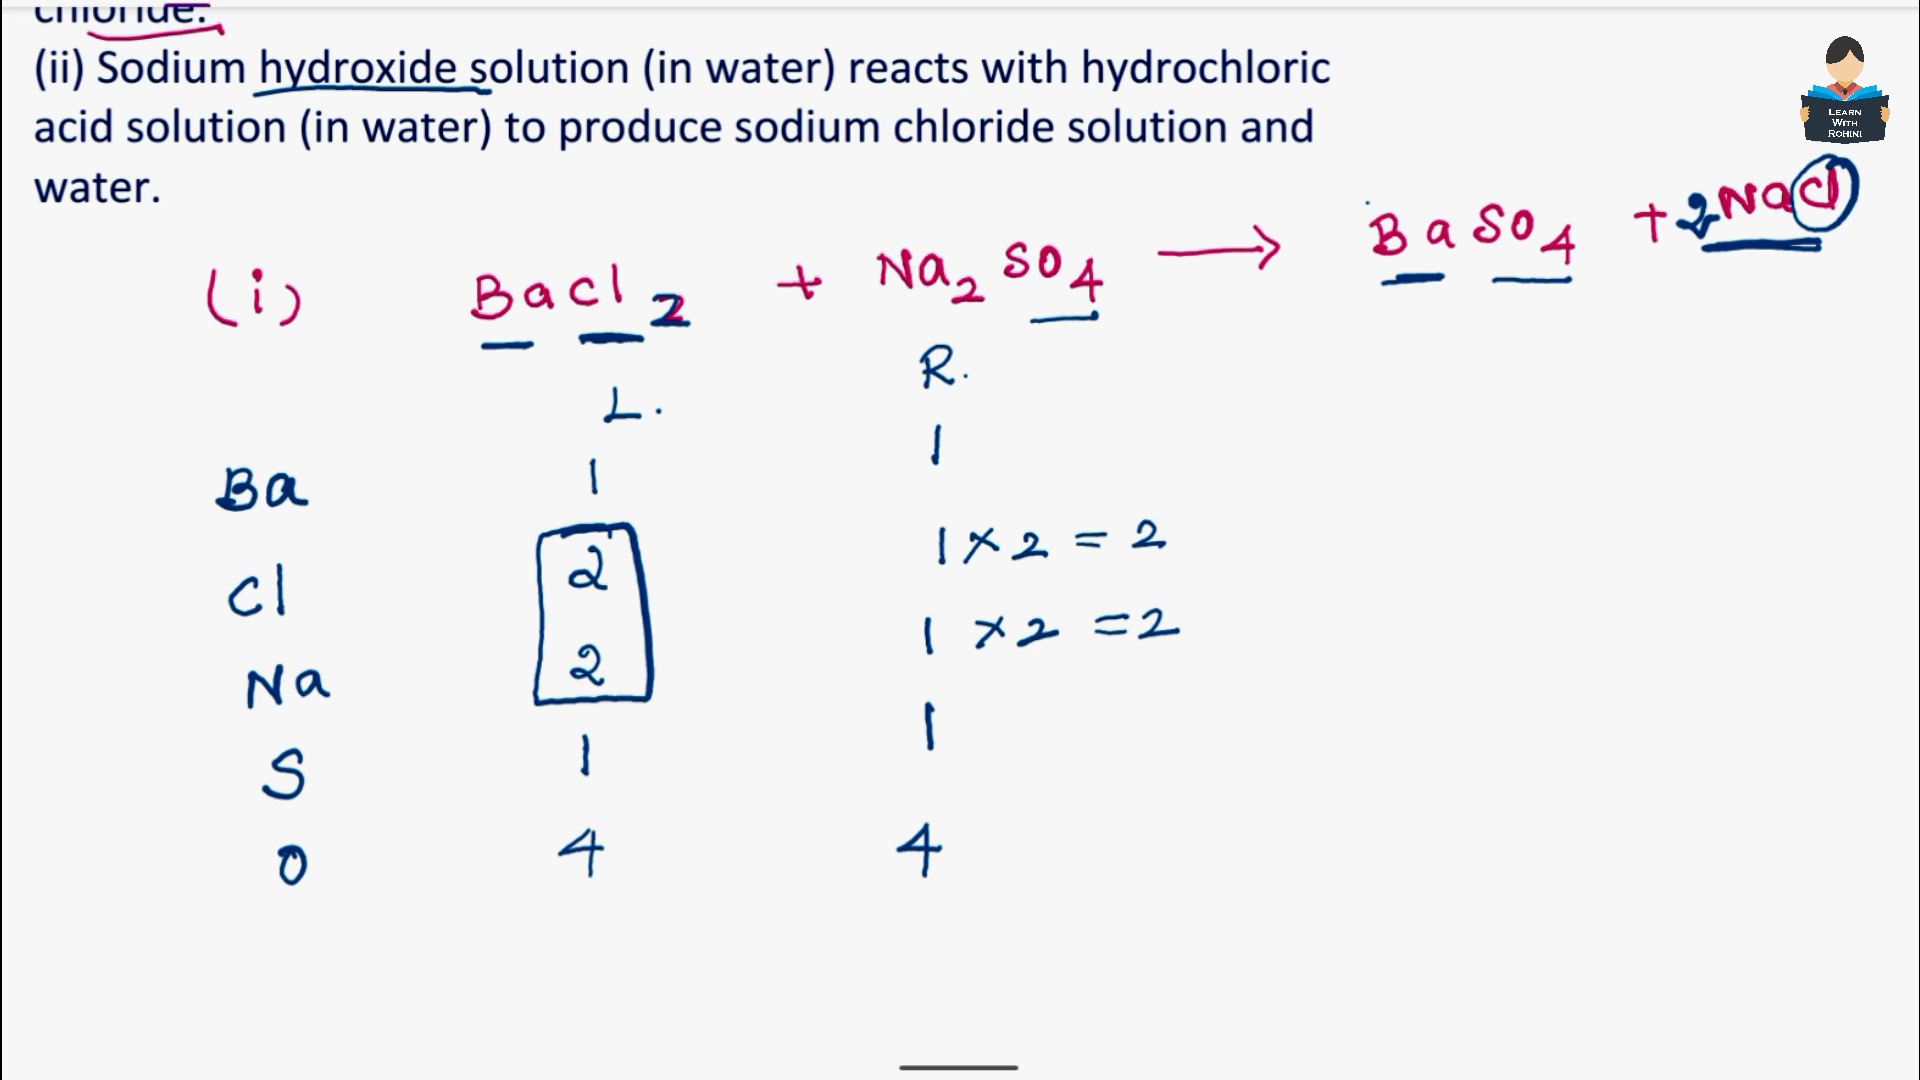 chloride.
(ii) Sodium hydroxide solution (in water) reacts with hydrochloric
acid solution (in water) to produce sodium chloride solution and
water.
LEARN
WITH
ROHINI
(i) BaCl2 + Na2SO4 → BaSO4 + 2NaCl
L. R.
Ba 1 1
Cl 2 1 × 2 = 2
Na 2 1 × 2 = 2
S 1 1
O 4 4